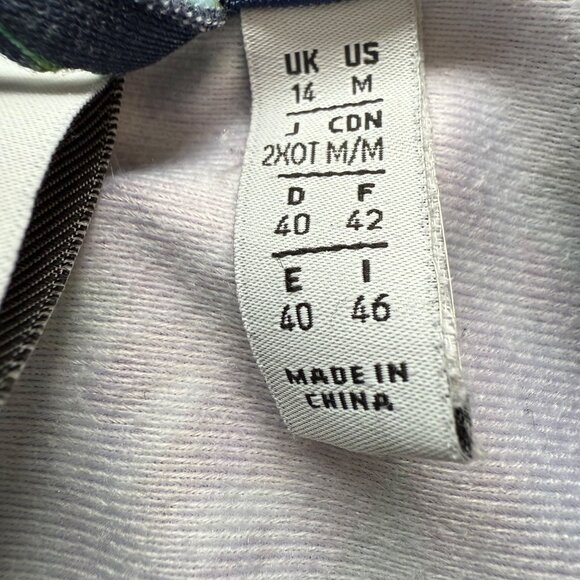 UK US
14 M
J CDN
2XOT M/M
D F
40 42
E I
40 46
MADE IN
CHINA